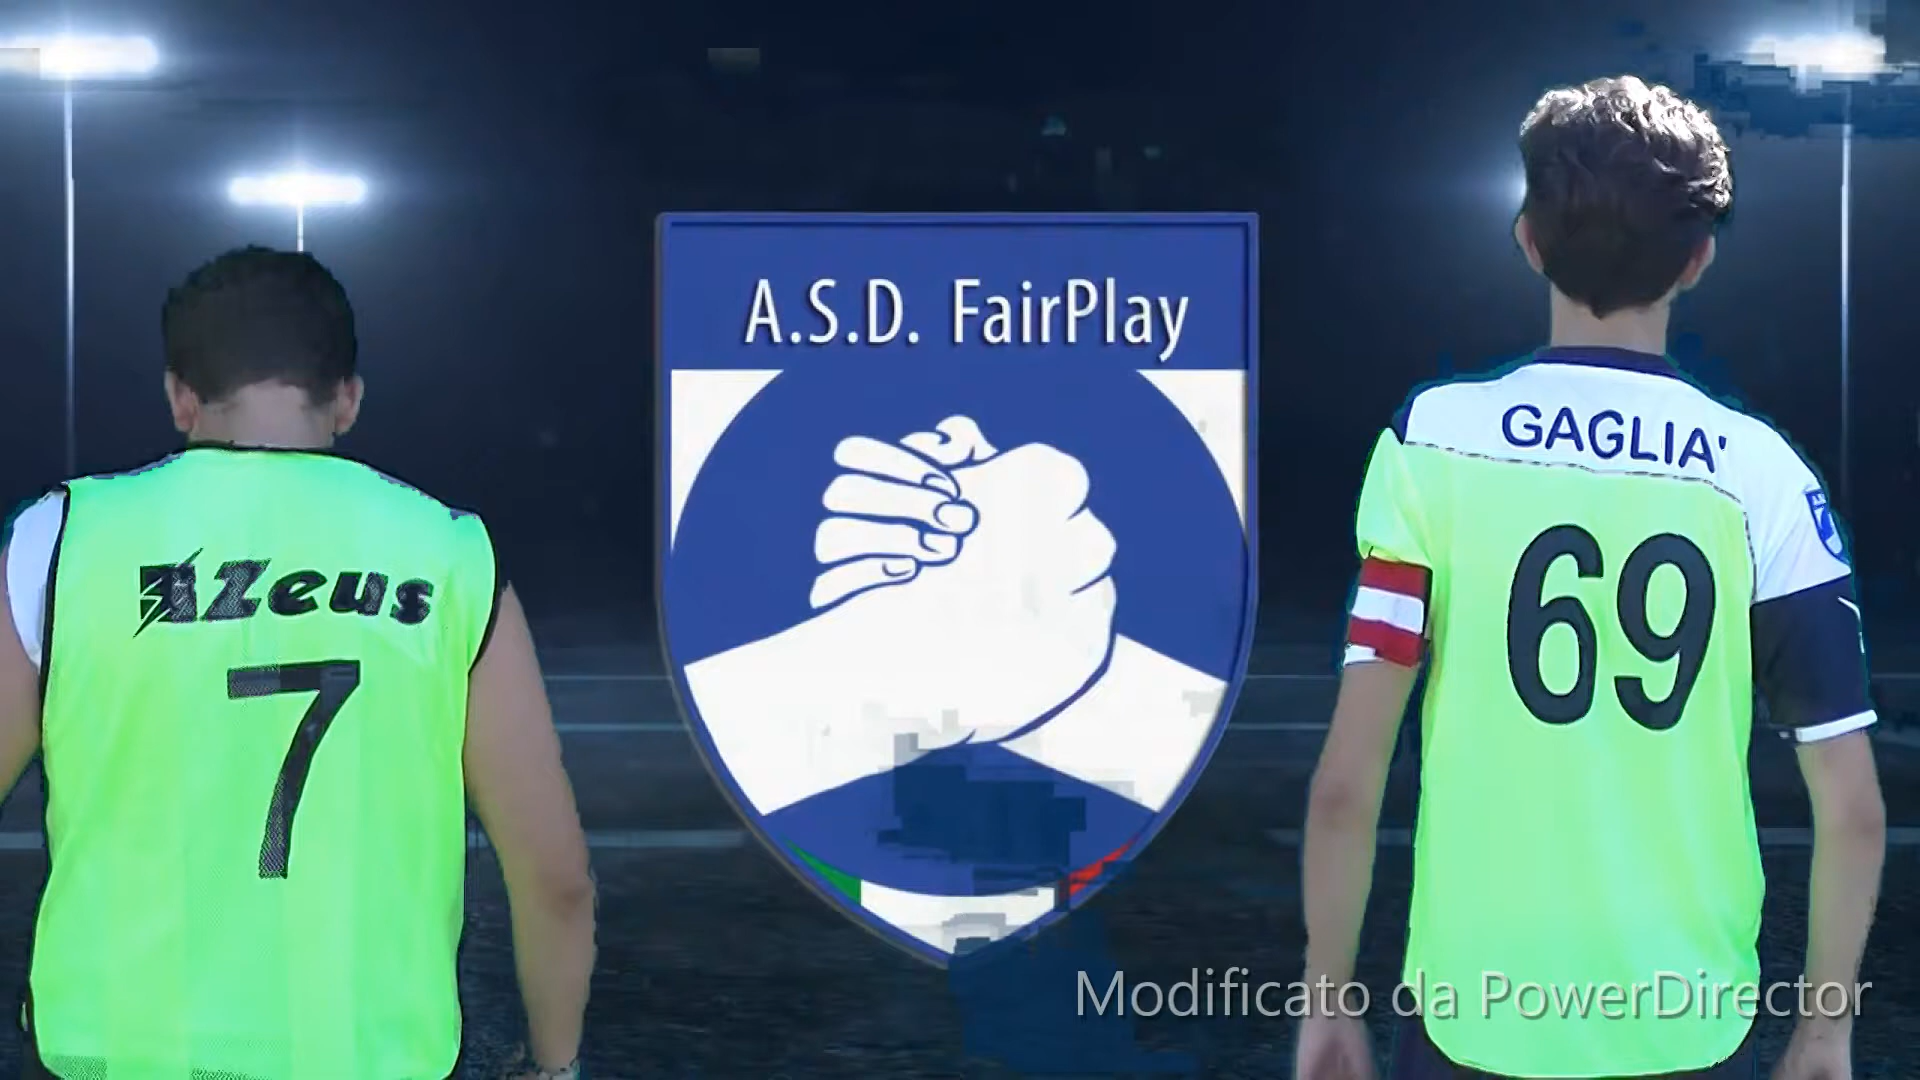 A.S.D. FairPlay
GAGLIA'
69
Zeus
7
Modificato da PowerDirector